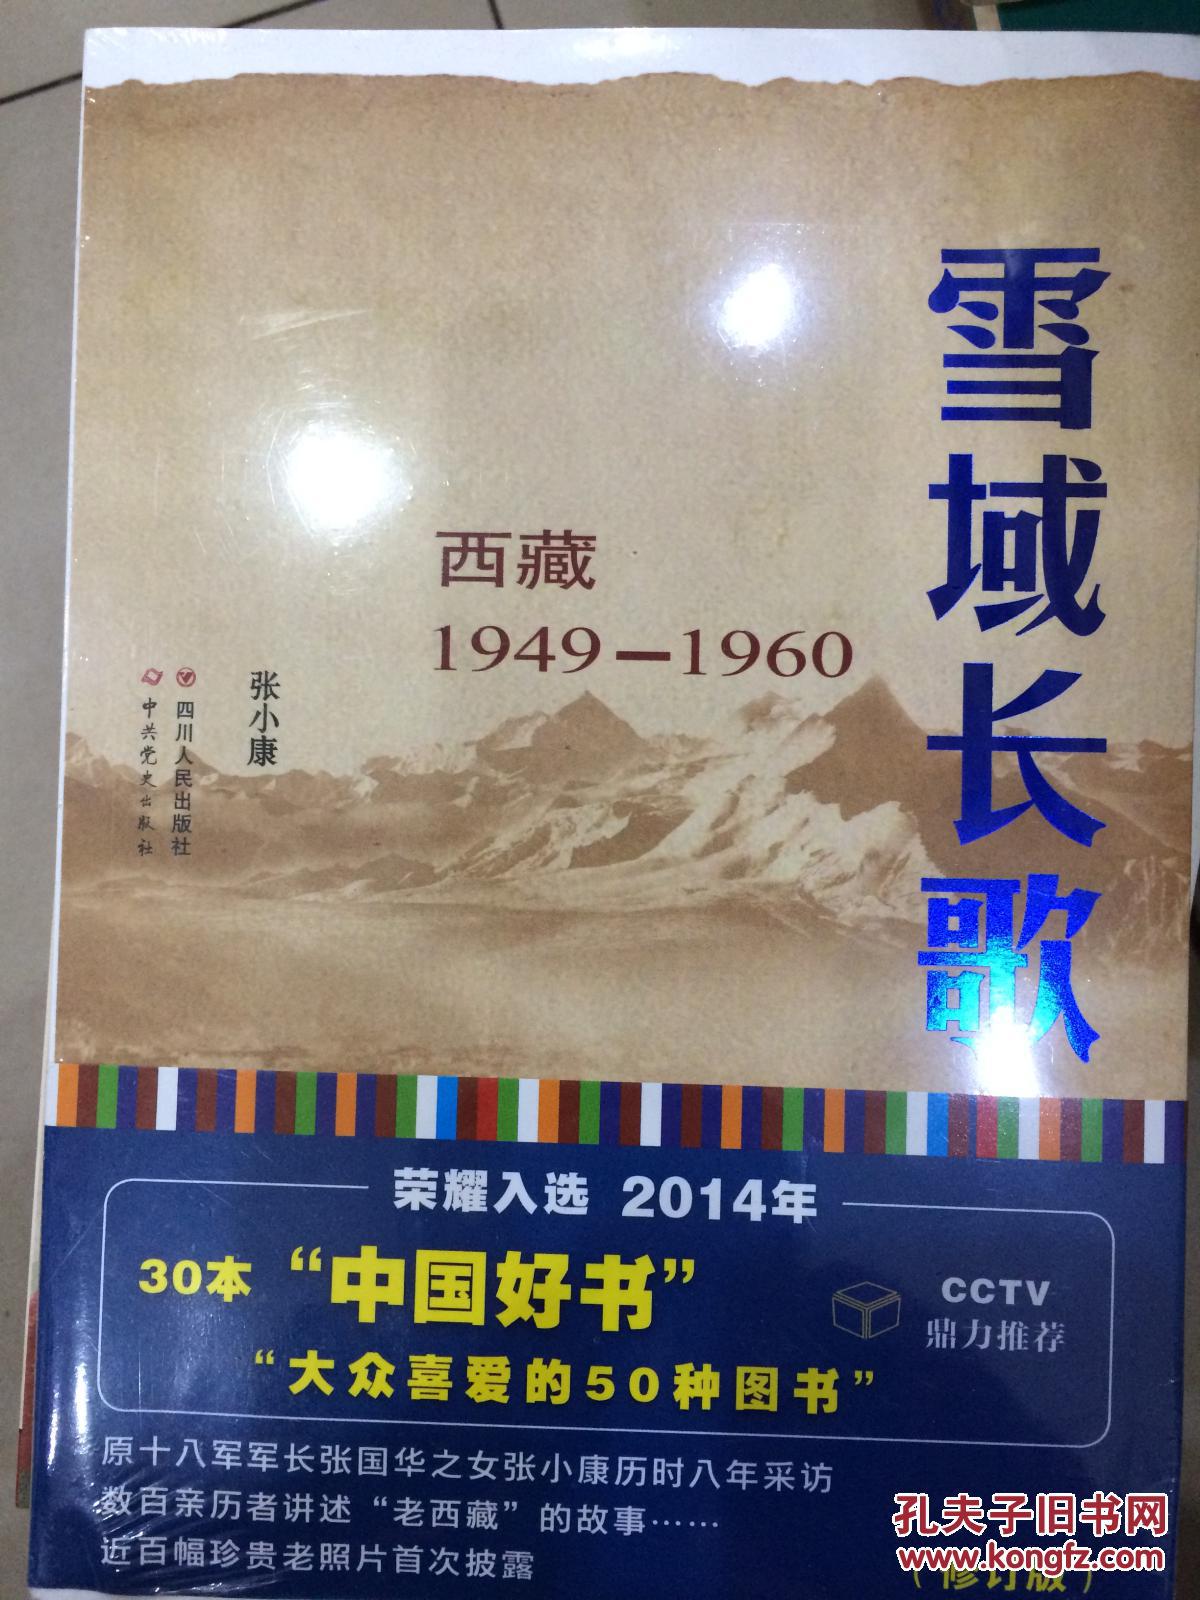 雪域长歌
西藏
1949—1960
张小康
四川人民出版社
中共党史出版社
荣耀入选 2014年
30本 “中国好书”
“大众喜爱的50种图书”
CCTV
鼎力推荐
原十八军军长张国华之女张小康历时八年采访
数百亲历者讲述“老西藏”的故事……
近百幅珍贵老照片首次披露
(修订版)
孔夫子旧书网
www.kongfz.com